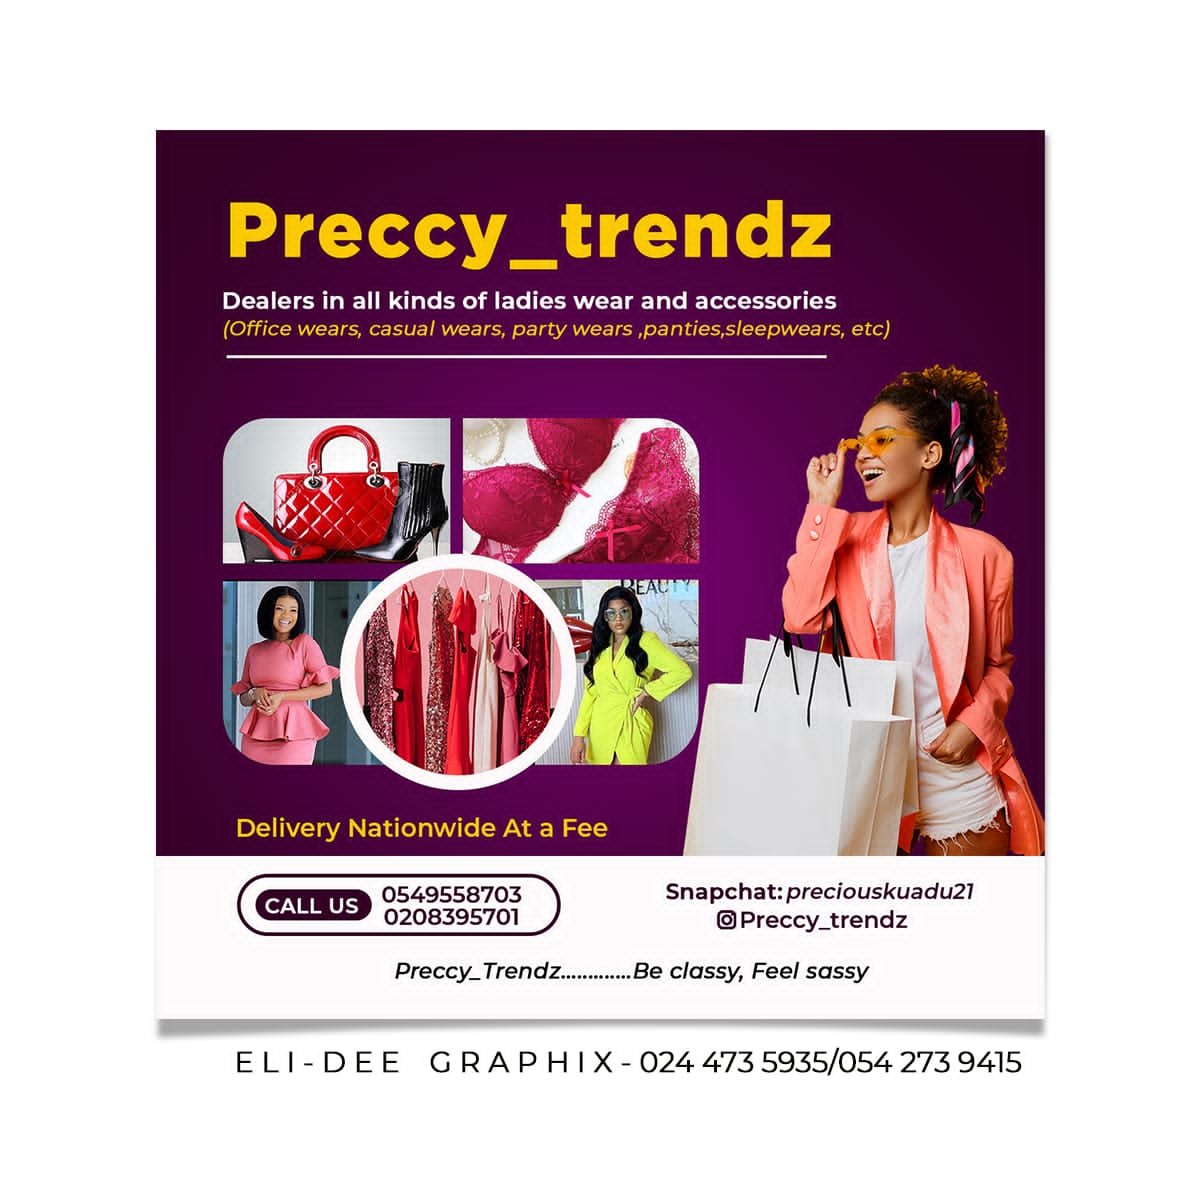 Preccy_trendz
Dealers in all kinds of ladies wear and accessories
(Office wears, casual wears, party wears ,panties,sleepwears, etc)
BEAUTY
Delivery Nationwide At a Fee
CALL US
0549558703
0208395701
Snapchat: preciouskuadu21
Preccy_trendz
Preccy_Trendz.............Be classy, Feel sassy
ELI-DEE GRAPHIX- 024 473 5935/054 273 9415